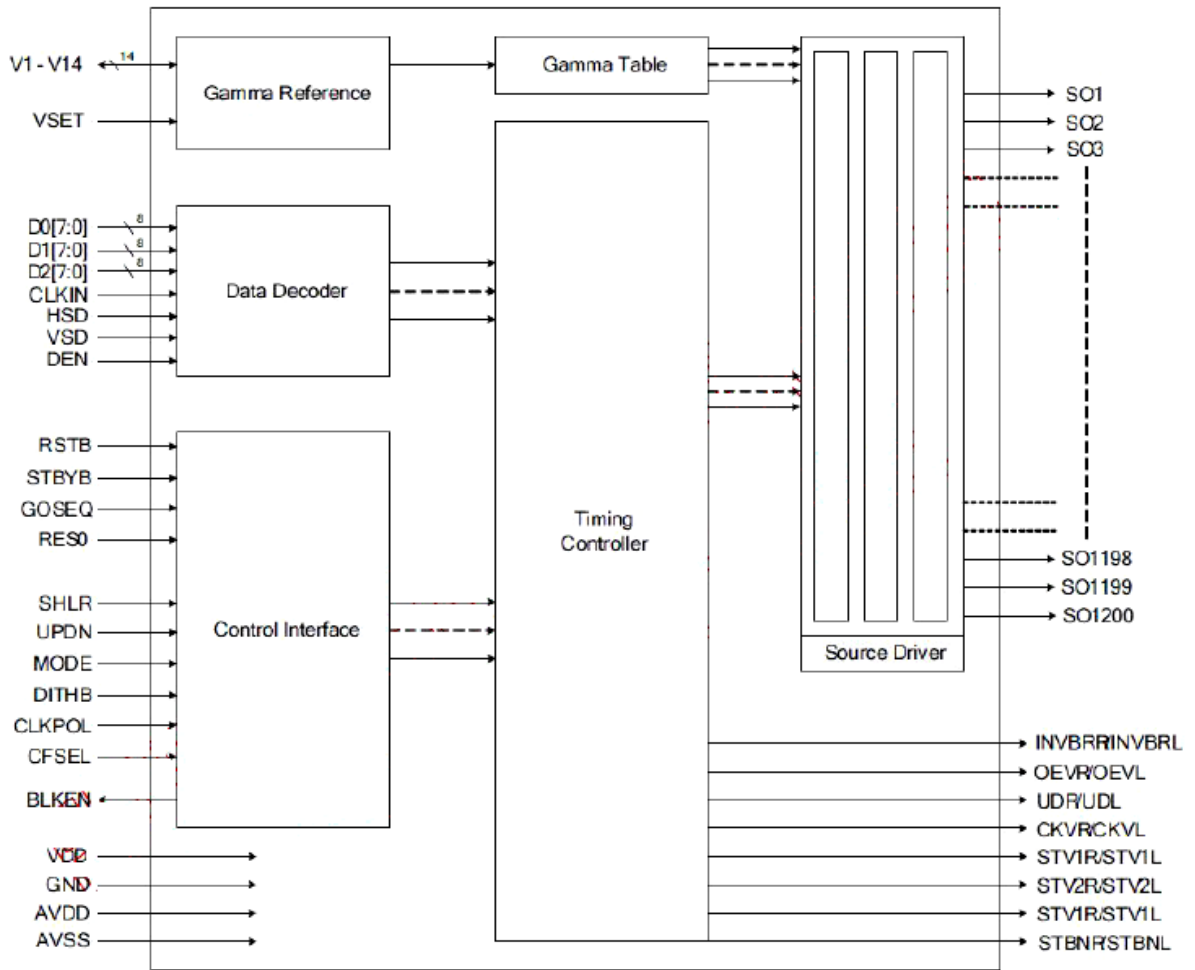 V1 - V14
14
VSET
Gamma Reference
Gamma Table
D0[7:0]
8
D1[7:0]
8
D2[7:0]
8
CLKIN
HSD
VSD
DEN
Data Decoder
RSTB
STBYB
GOSEQ
RES0
SHLR
UPDN
MODE
DITHB
CLKPOL
CFSEL
BLKEN
Control Interface
VDD
GND
AVDD
AVSS
Timing
Controller
Source Driver
SO1
SO2
SO3
SO1198
SO1199
SO1200
INVBRR/INVBRL
OEVR/OEVL
UDR/UDL
CKVR/CKVL
STV1R/STV1L
STV2R/STV2L
STV1R/STV1L
STBNR/STBNL